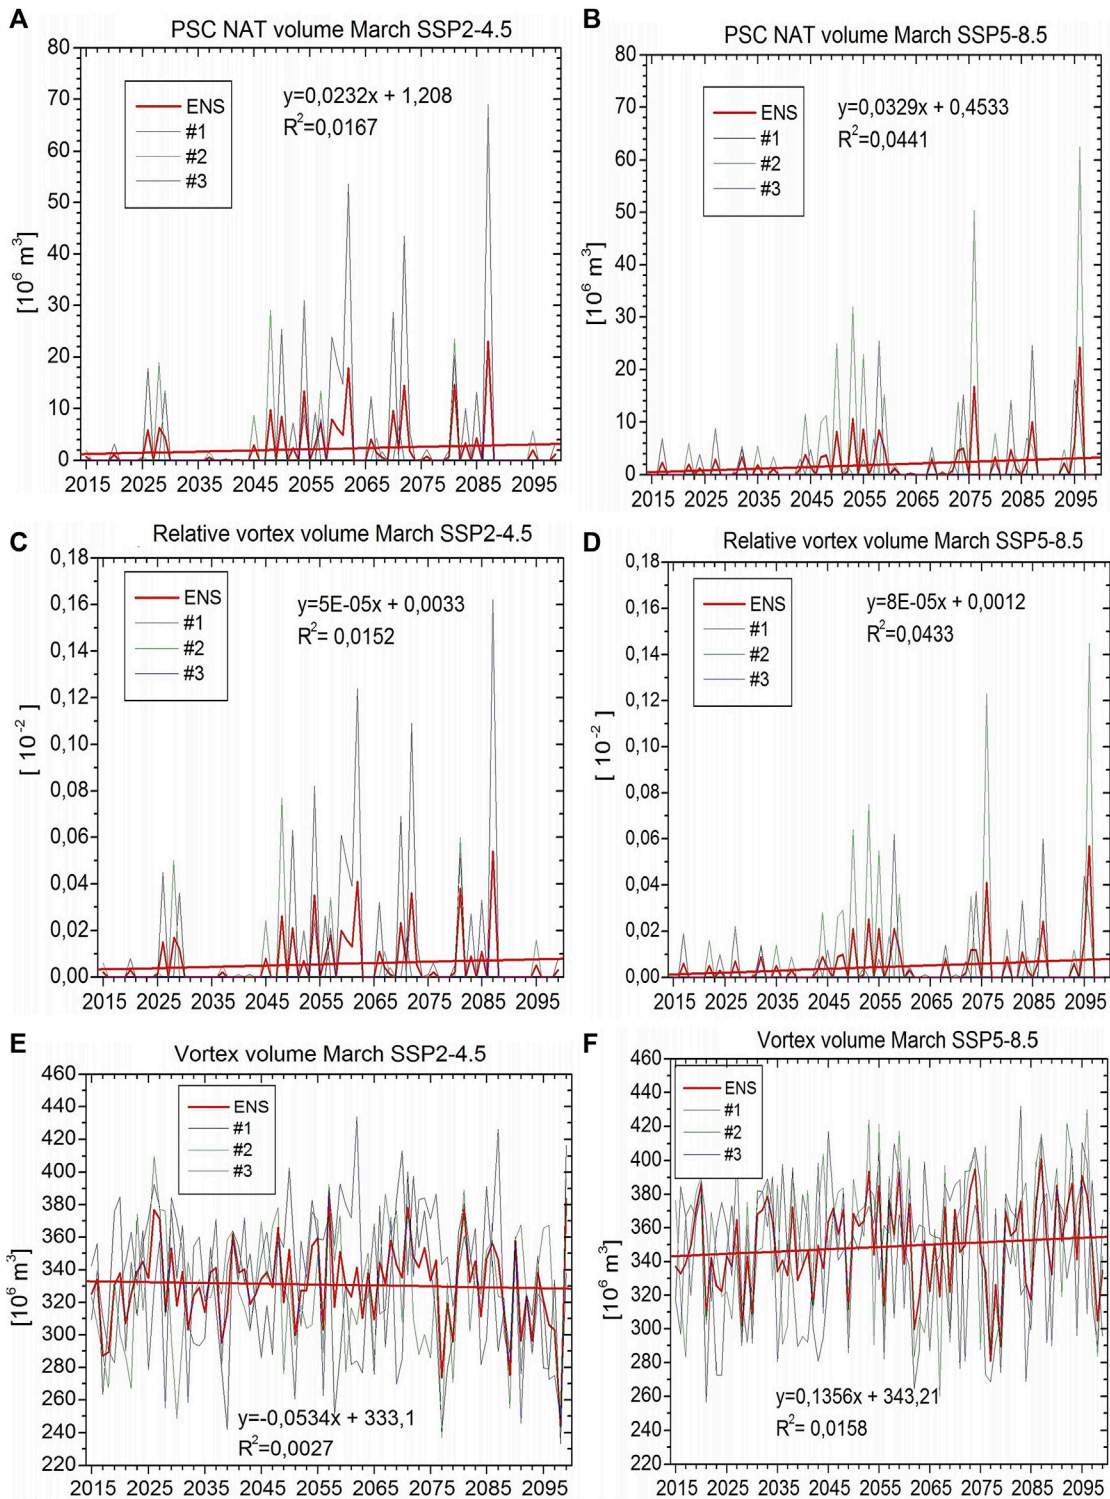 A
PSC NAT volume March SSP2-4.5
80
70
60
50
40
30
20
10
0
[10⁶ m³]
ENS
#1
#2
#3
y=0,0232x + 1,208
R²=0,0167
2015 2025 2035 2045 2055 2065 2075 2085 2095
B
PSC NAT volume March SSP5-8.5
80
70
60
50
40
30
20
10
0
[10⁶ m³]
ENS
#1
#2
#3
y=0,0329x + 0,4533
R²=0,0441
2015 2025 2035 2045 2055 2065 2075 2085 2095
C
Relative vortex volume March SSP2-4.5
0,18
0,16
0,14
0,12
0,10
0,08
0,06
0,04
0,02
0,00
[ 10⁻² ]
ENS
#1
#2
#3
y=5E-05x + 0,0033
R²= 0,0152
2015 2025 2035 2045 2055 2065 2075 2085 2095
D
Relative vortex volume March SSP5-8.5
0,18
0,16
0,14
0,12
0,10
0,08
0,06
0,04
0,02
0,00
[ 10⁻² ]
ENS
#1
#2
#3
y=8E-05x + 0,0012
R²=0,0433
2015 2025 2035 2045 2055 2065 2075 2085 2095
E
Vortex volume March SSP2-4.5
460
440
420
400
380
360
340
320
300
280
260
240
220
[10⁶ m³]
ENS
#1
#2
#3
y=-0,0534x + 333,1
R²=0,0027
2015 2025 2035 2045 2055 2065 2075 2085 2095
F
Vortex volume March SSP5-8.5
460
440
420
400
380
360
340
320
300
280
260
240
220
[10⁶ m³]
ENS
#1
#2
#3
y=0,1356x + 343,21
R²= 0,0158
2015 2025 2035 2045 2055 2065 2075 2085 2095